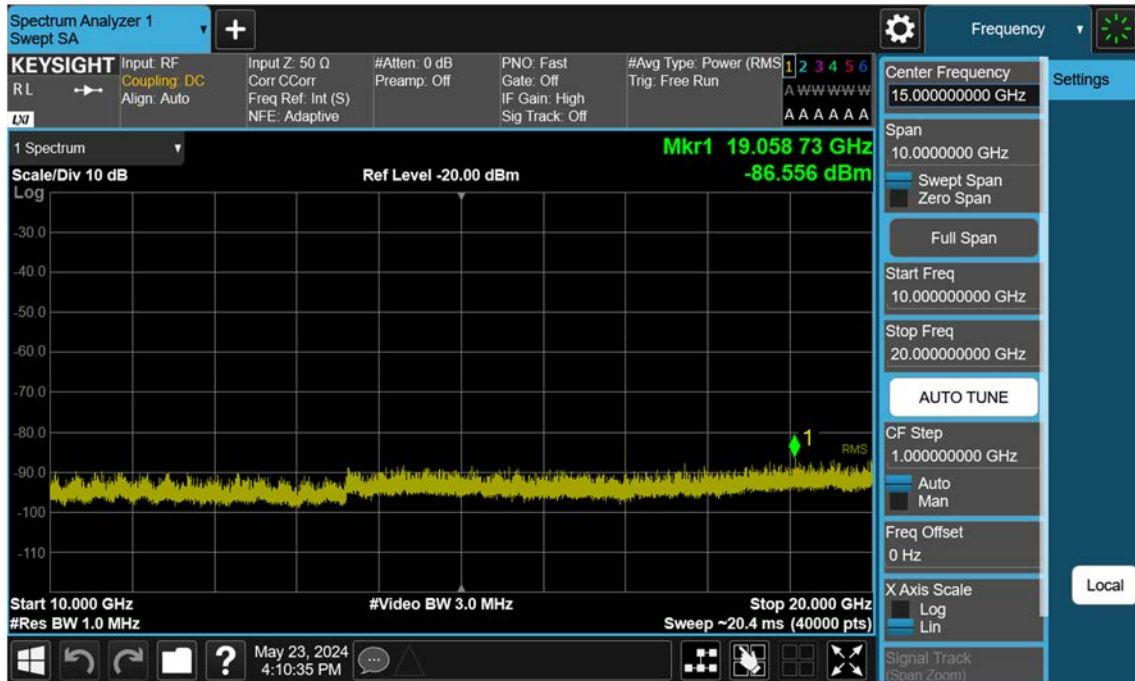 Spectrum Analyzer 1
Swept SA
Frequency
KEYSIGHT
RL
LXI
Input: RF
Coupling: DC
Align: Auto
Input Z: 50 Ω
Corr CCorr
Freq Ref: Int (S)
NFE: Adaptive
#Atten: 0 dB
Preamp: Off
PNO: Fast
Gate: Off
IF Gain: High
Sig Track: Off
#Avg Type: Power (RMS
Trig: Free Run
1 2 3 4 5 6
A W W W W W
A A A A A A
1 Spectrum
Mkr1 19.058 73 GHz
Scale/Div 10 dB
Ref Level -20.00 dBm
-86.556 dBm
Log
-30.0
-40.0
-50.0
-60.0
-70.0
-80.0
1
RMS
-90.0
-100
-110
Start 10.000 GHz
#Video BW 3.0 MHz
Stop 20.000 GHz
#Res BW 1.0 MHz
Sweep ~20.4 ms (40000 pts)
?
May 23, 2024
4:10:35 PM
Center Frequency
15.000000000 GHz
Settings
Span
10.0000000 GHz
Swept Span
Zero Span
Full Span
Start Freq
10.000000000 GHz
Stop Freq
20.000000000 GHz
AUTO TUNE
CF Step
1.000000000 GHz
Auto
Man
Freq Offset
0 Hz
X Axis Scale
Log
Lin
Local
Signal Track
(Span Zoom)